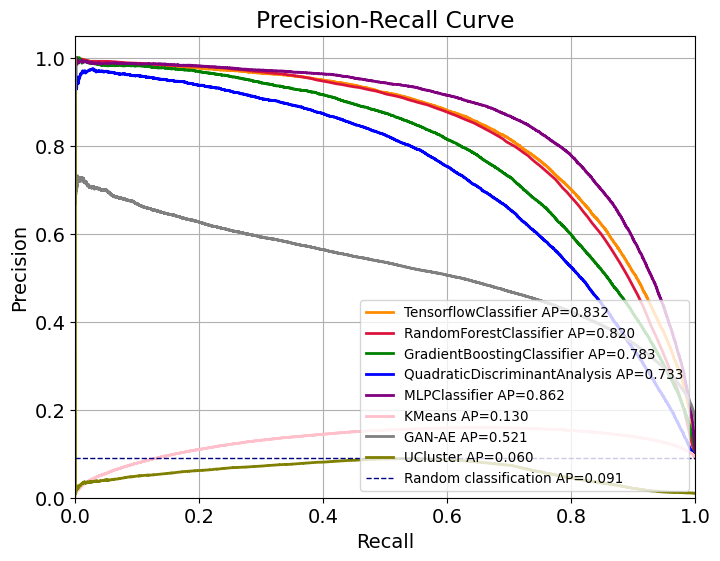 Precision-Recall Curve
1.0
0.8
0.6
0.4
0.2
0.0
Precision
TensorflowClassifier AP=0.832
RandomForestClassifier AP=0.820
GradientBoostingClassifier AP=0.783
QuadraticDiscriminantAnalysis AP=0.733
MLPClassifier AP=0.862
KMeans AP=0.130
GAN-AE AP=0.521
UCluster AP=0.060
Random classification AP=0.091
0.0 0.2 0.4 0.6 0.8 1.0
Recall